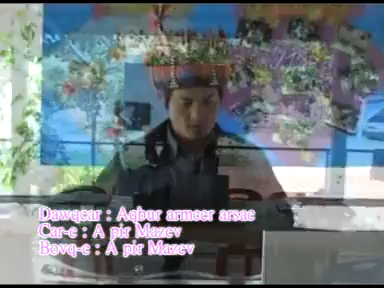 Dawqcar : Aqbur armeer arsae
Car-e : A pir Mazev
Bovq-e : A pir Mazev